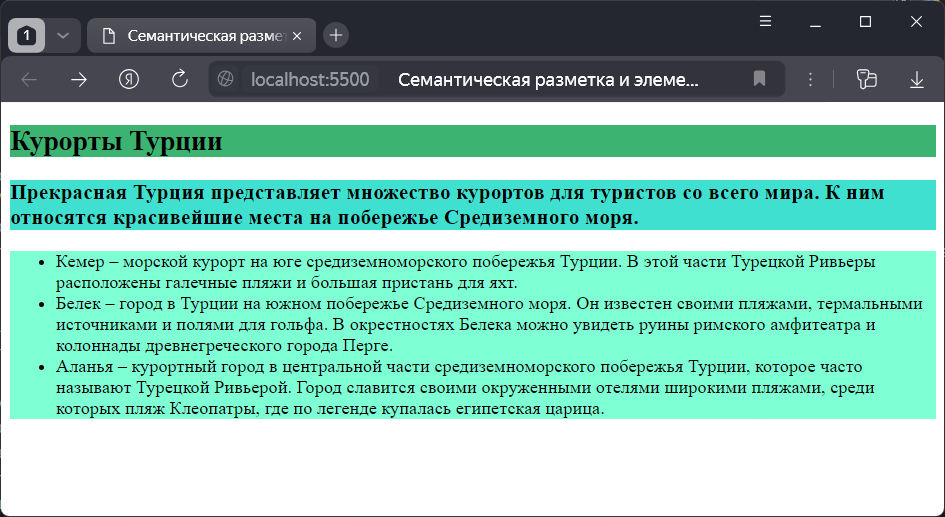 1
Семантическая разме
localhost:5500 Семантическая разметка и элеме...
Курорты Турции
Прекрасная Турция представляет множество курортов для туристов со всего мира. К ним
относятся красивейшие места на побережье Средиземного моря.
• Кемер – морской курорт на юге средиземноморского побережья Турции. В этой части Турецкой Ривьеры
расположены галечные пляжи и большая пристань для яхт.
• Белек – город в Турции на южном побережье Средиземного моря. Он известен своими пляжами, термальными
источниками и полями для гольфа. В окрестностях Белека можно увидеть руины римского амфитеатра и
колоннады древнегреческого города Перге.
• Аланья – курортный город в центральной части средиземноморского побережья Турции, которое часто
называют Турецкой Ривьерой. Город славится своими окруженными отелями широкими пляжами, среди
которых пляж Клеопатры, где по легенде купалась египетская царица.